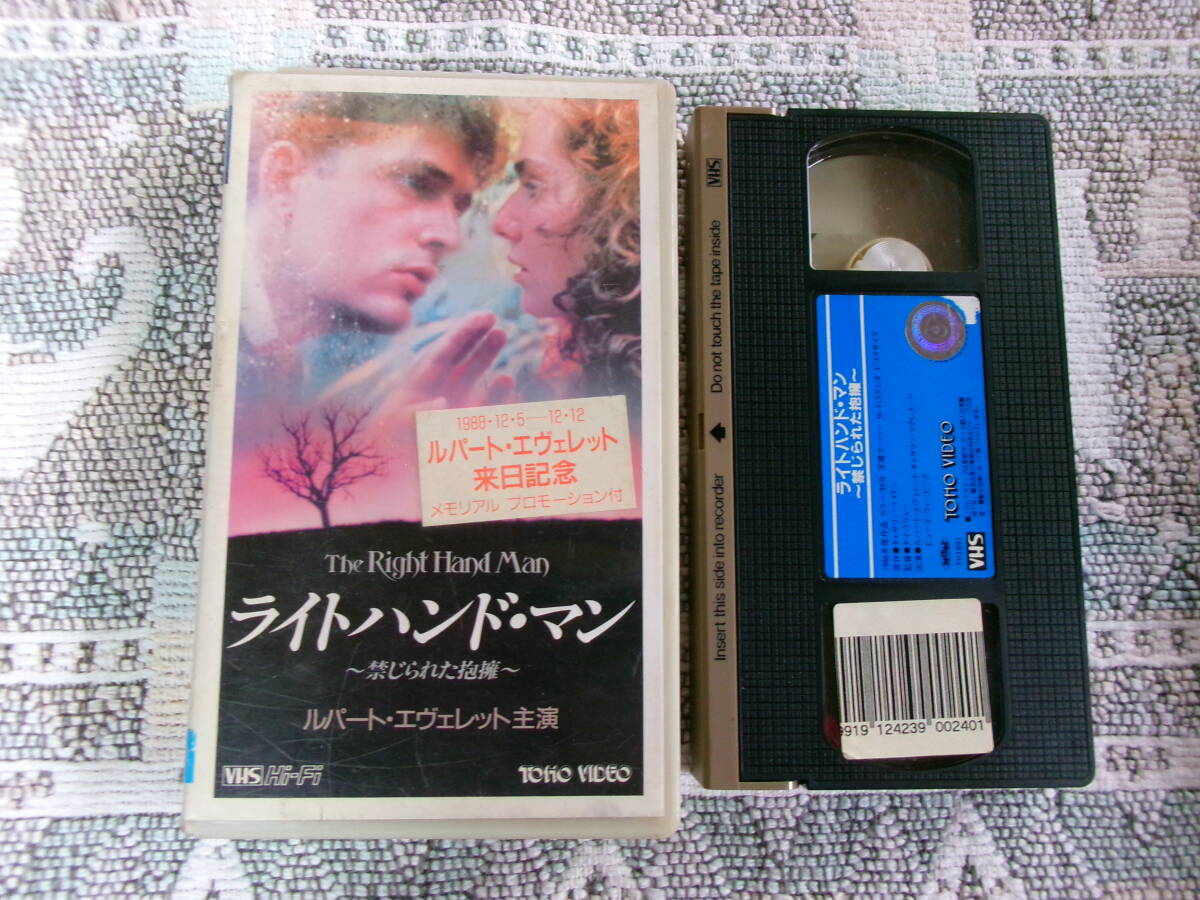 1988・12・5—12・12
ルパート・エヴェレット
来日記念
メモリアル プロモーション付
The Right Hand Man
ライトハンド・マン
～禁じられた抱擁～
ルパート・エヴェレット主演
VHS Hi-Fi
TOHO VIDEO
VHS
Do not touch the tape inside
Insert this side into recorder
ライトハンド・マン
～禁じられた抱擁～
TOHO VIDEO
VHS
9919 124239 002401